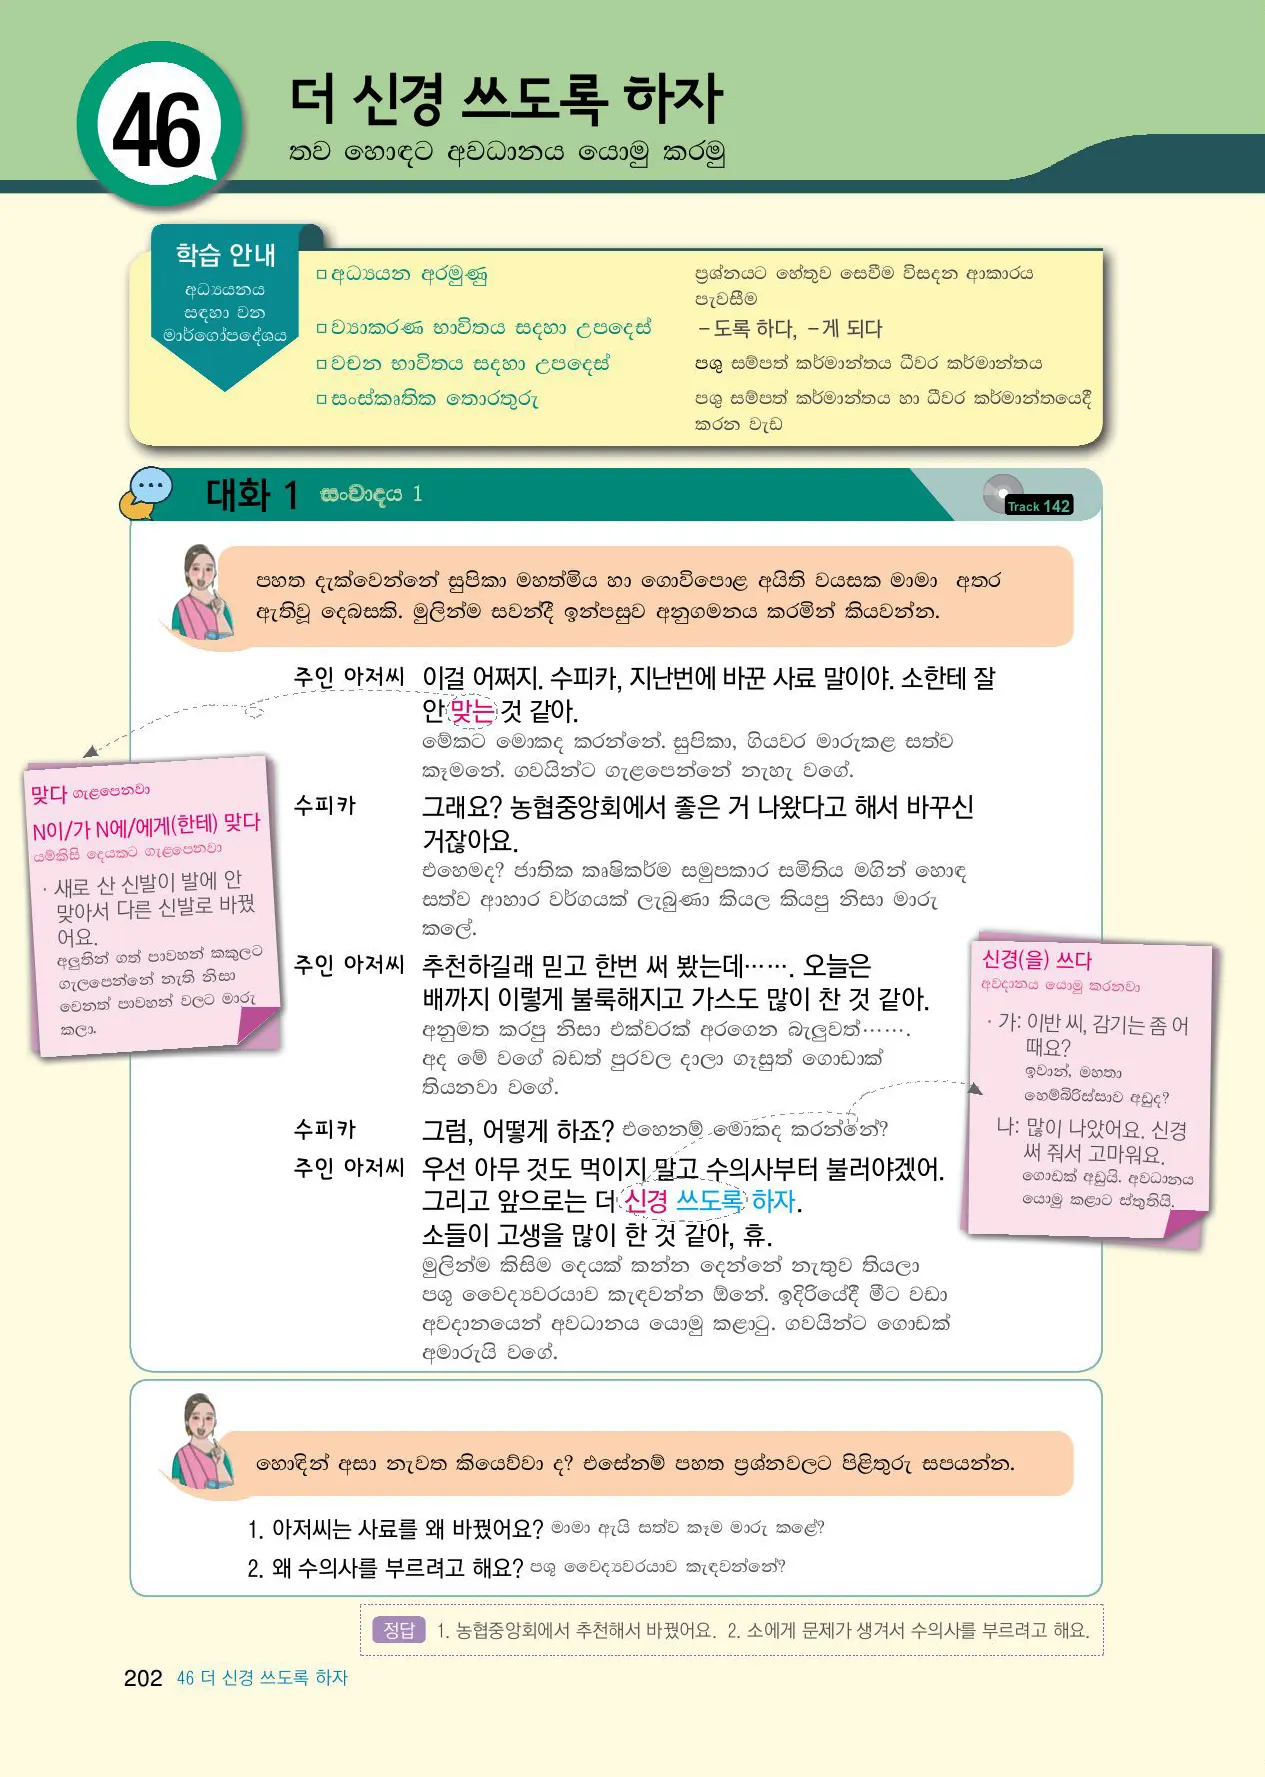 46
더 신경 쓰도록 하자
තව හොඳට අවධානය යොමු කරමු
학습 안내
අධ්‍යයනය
සඳහා වන
මාර්ගෝපදේශය
□ අධ්‍යයන අරමුණු
ප්‍රශ්නයට හේතුව සෙවීම විසදන ආකාරය
පැවසීම
□ ව්‍යාකරණ භාවිතය සදහා උපදෙස්
–도록 하다, –게 되다
□ වචන භාවිතය සදහා උපදෙස්
පශු සම්පත් කර්මාන්තය ධීවර කර්මාන්තය
□ සංස්කෘතික තොරතුරු
පශු සම්පත් කර්මාන්තය හා ධීවර කර්මාන්තයෙදී
කරන වැඩ
대화 1 සංවාදය 1
Track 142
පහත දැක්වෙන්නේ සුපිකා මහත්මිය හා ගොවිපොළ අයිති වයසක මාමා අතර
ඇතිවූ දෙබසකි. මුලින්ම සවන්දී ඉන්පසුව අනුගමනය කරමින් කියවන්න.
주인 아저씨 이걸 어쩌지. 수피카, 지난번에 바꾼 사료 말이야. 소한테 잘
안 맞는 것 같아.
මේකට මොකද කරන්නේ. සුපිකා, ගියවර මාරුකළ සත්ව
කෑමනේ. ගවයින්ට ගැළපෙන්නේ නැහැ වගේ.
수피카 그래요? 농협중앙회에서 좋은 거 나왔다고 해서 바꾸신
거잖아요.
එහෙමද? ජාතික කෘෂිකර්ම සමුපකාර සමිතිය මගින් හොඳ
සත්ව ආහාර වර්ගයක් ලැබුණා කියල කියපු නිසා මාරු
කලේ.
주인 아저씨 추천하길래 믿고 한번 써 봤는데……. 오늘은
배까지 이렇게 불룩해지고 가스도 많이 찬 것 같아.
අනුමත කරපු නිසා එක්වරක් අරගෙන බැලුවත්…….
අද මේ වගේ බඩත් පුරවල දාලා ගෑසුත් ගොඩාක්
තියනවා වගේ.
수피카 그럼, 어떻게 하죠? එහෙනම් මොකද කරන්නේ?
주인 아저씨 우선 아무 것도 먹이지 말고 수의사부터 불러야겠어.
그리고 앞으로는 더 신경 쓰도록 하자.
소들이 고생을 많이 한 것 같아, 휴.
මුලින්ම කිසිම දෙයක් කන්න දෙන්නේ නැතුව තියලා
පශු වෛද්‍යවරයාව කැඳවන්න ඕනේ. ඉදිරියේදී මීට වඩා
අවදානයෙන් අවධානය යොමු කළාටු. ගවයින්ට ගොඩක්
අමාරුයි වගේ.
맞다 ගැළපෙනවා
N이/가 N에/에게(한테) 맞다
යම්කිසි දෙයකට ගැළපෙනවා
· 새로 산 신발이 발에 안
맞아서 다른 신발로 바꿨
어요.
අලුතින් ගත් පාවහන් කකුලට
ගැලපෙන්නේ නැති නිසා
වෙනත් පාවහන් වලට මාරු
කලා.
신경(을) 쓰다
අවදානය යොමු කරනවා
· 가: 이반 씨, 감기는 좀 어
때요?
ඉවාන්, මහතා
හෙම්බිරිස්සාව අඩුද?
나: 많이 나았어요. 신경
써 줘서 고마워요.
ගොඩක් අඩුයි. අවධානය
යොමු කළාට ස්තූතියි.
හොඳින් අසා නැවත කියෙව්වා ද? එසේනම් පහත ප්‍රශ්නවලට පිළිතුරු සපයන්න.
1. 아저씨는 사료를 왜 바꿨어요? මාමා ඇයි සත්ව කෑම මාරු කළේ?
2. 왜 수의사를 부르려고 해요? පශු වෛද්‍යවරයාව කැඳවන්නේ?
정답 1. 농협중앙회에서 추천해서 바꿨어요. 2. 소에게 문제가 생겨서 수의사를 부르려고 해요.
202 46 더 신경 쓰도록 하자